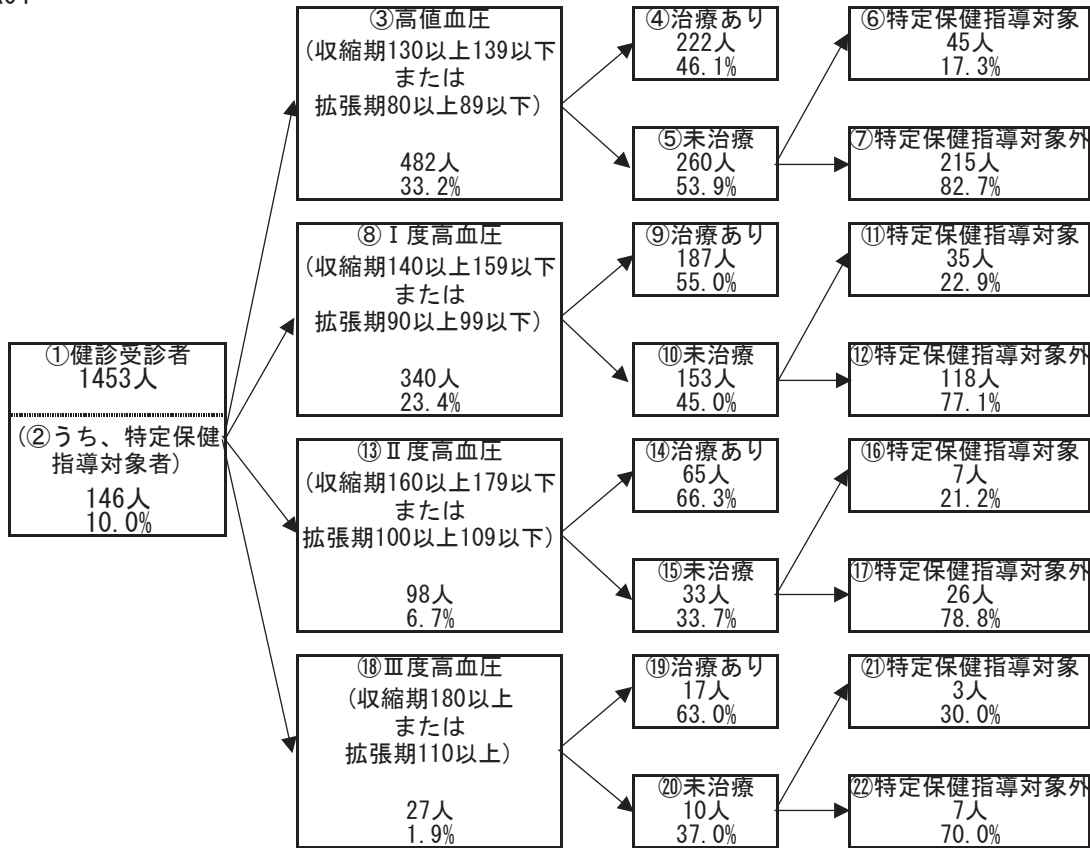 ①健診受診者
1453人
(②うち、特定保健
指導対象者)
146人
10.0%
③高値血圧
(収縮期130以上139以下
または
拡張期80以上89以下)
482人
33.2%
④治療あり
222人
46.1%
⑤未治療
260人
53.9%
⑥特定保健指導対象
45人
17.3%
⑦特定保健指導対象外
215人
82.7%
⑧Ⅰ度高血圧
(収縮期140以上159以下
または
拡張期90以上99以下)
340人
23.4%
⑨治療あり
187人
55.0%
⑩未治療
153人
45.0%
⑪特定保健指導対象
35人
22.9%
⑫特定保健指導対象外
118人
77.1%
⑬Ⅱ度高血圧
(収縮期160以上179以下
または
拡張期100以上109以下)
98人
6.7%
⑭治療あり
65人
66.3%
⑮未治療
33人
33.7%
⑯特定保健指導対象
7人
21.2%
⑰特定保健指導対象外
26人
78.8%
⑱Ⅲ度高血圧
(収縮期180以上
または
拡張期110以上)
27人
1.9%
⑲治療あり
17人
63.0%
⑳未治療
10人
37.0%
㉑特定保健指導対象
3人
30.0%
㉒特定保健指導対象外
7人
70.0%